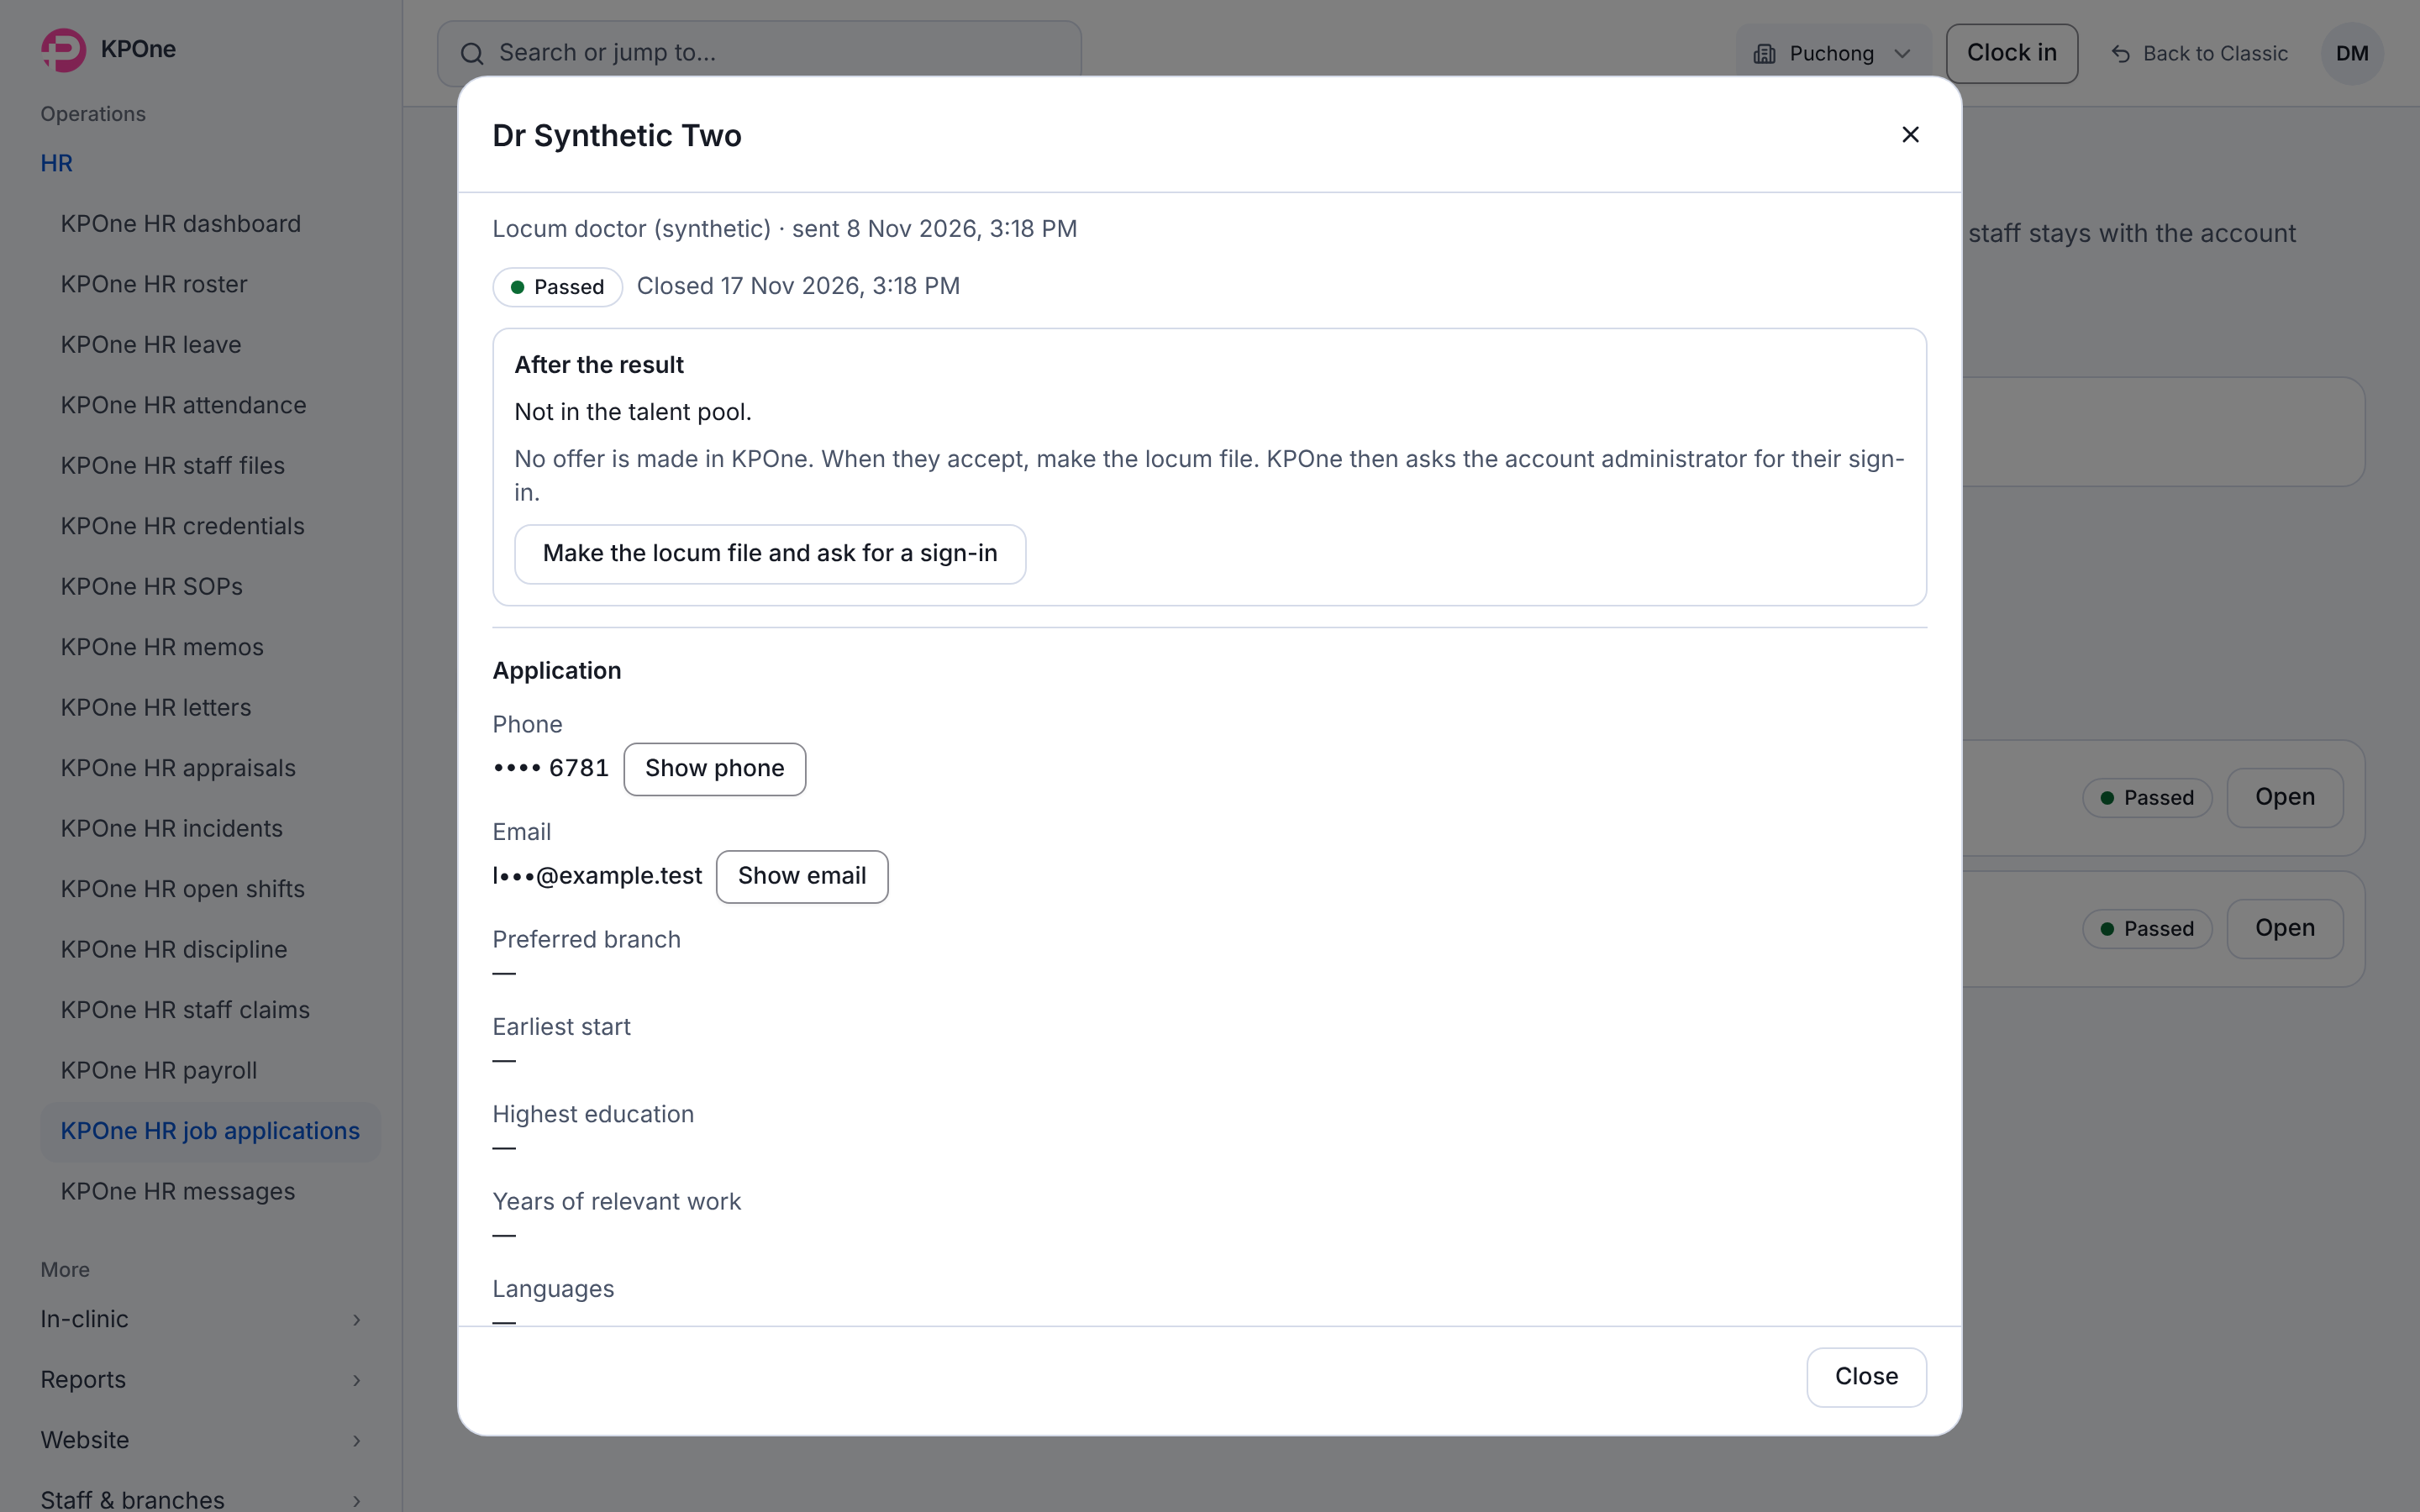 KPOne
Search or jump to...
Puchong
Clock in
Back to Classic
DM
Operations
HR
KPOne HR dashboard
KPOne HR roster
KPOne HR leave
KPOne HR attendance
KPOne HR staff files
KPOne HR credentials
KPOne HR SOPs
KPOne HR memos
KPOne HR letters
KPOne HR appraisals
KPOne HR incidents
KPOne HR open shifts
KPOne HR discipline
KPOne HR staff claims
KPOne HR payroll
KPOne HR job applications
KPOne HR messages
More
In-clinic
Reports
Website
Staff & branches
Dr Synthetic Two
Locum doctor (synthetic) · sent 8 Nov 2026, 3:18 PM
Passed
Closed 17 Nov 2026, 3:18 PM
After the result
Not in the talent pool.
No offer is made in KPOne. When they accept, make the locum file. KPOne then asks the account administrator for their sign-
in.
Make the locum file and ask for a sign-in
Application
Phone
•••• 6781
Show phone
Email
l•••@example.test
Show email
Preferred branch
—
Earliest start
—
Highest education
—
Years of relevant work
—
Languages
—
Close
staff stays with the account
Passed
Open
Passed
Open